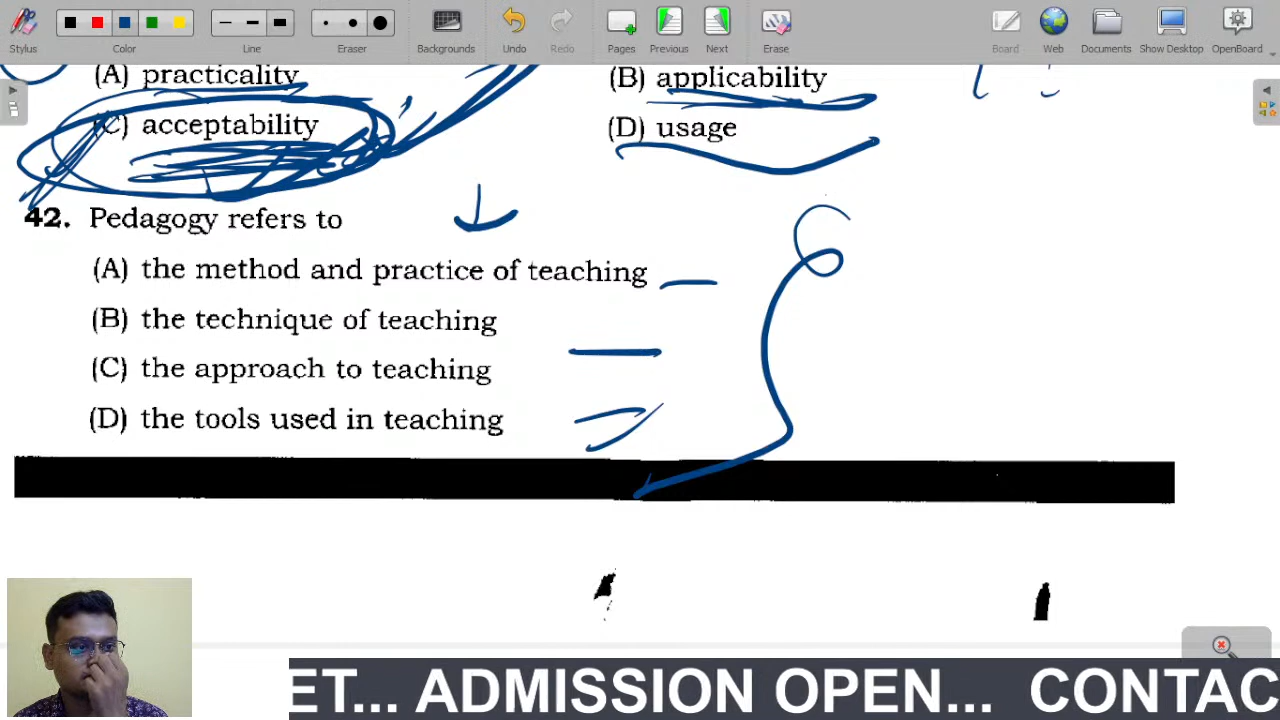 Stylus
Color
Line
Eraser
Backgrounds
Undo
Redo
Pages
Previous
Next
Erase
Board
Web
Documents
Show Desktop
OpenBoard
(A) practicality
(B) applicability
(C) acceptability
(D) usage
42. Pedagogy refers to
(A) the method and practice of teaching
(B) the technique of teaching
(C) the approach to teaching
(D) the tools used in teaching
ET... ADMISSION OPEN... CONTAC